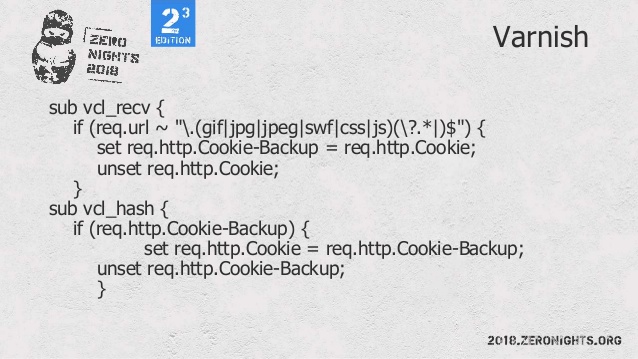 2³
EDITION
ZERO
NIGHTS
2018
Varnish
sub vcl_recv {
if (req.url ~ "\.(gif|jpg|jpeg|swf|css|js)(\?.*|)$") {
set req.http.Cookie-Backup = req.http.Cookie;
unset req.http.Cookie;
}
sub vcl_hash {
if (req.http.Cookie-Backup) {
set req.http.Cookie = req.http.Cookie-Backup;
unset req.http.Cookie-Backup;
}
2018.ZERONIGHTS.ORG